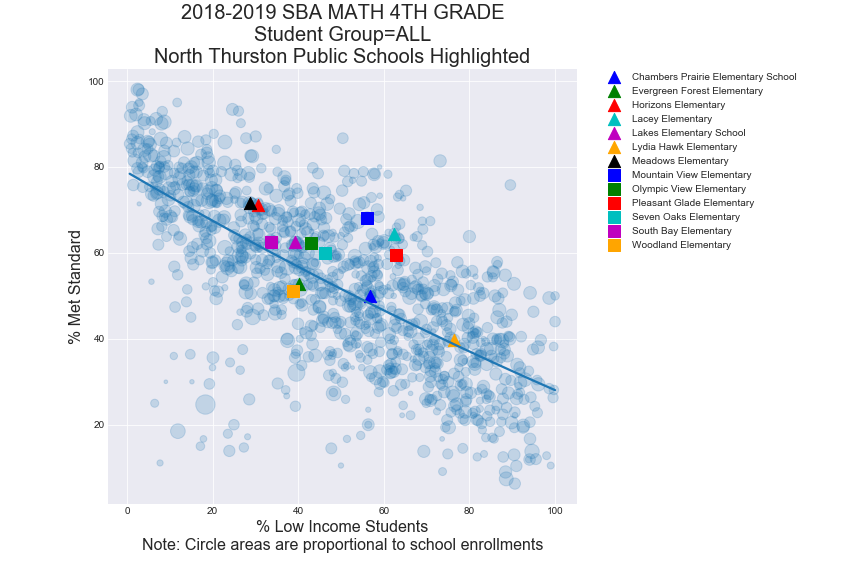 2018-2019 SBA MATH 4TH GRADE
Student Group=ALL
North Thurston Public Schools Highlighted
100
80
60
40
20
% Met Standard
0
20
40
60
80
100
% Low Income Students
Note: Circle areas are proportional to school enrollments
Chambers Prairie Elementary School
Evergreen Forest Elementary
Horizons Elementary
Lacey Elementary
Lakes Elementary School
Lydia Hawk Elementary
Meadows Elementary
Mountain View Elementary
Olympic View Elementary
Pleasant Glade Elementary
Seven Oaks Elementary
South Bay Elementary
Woodland Elementary